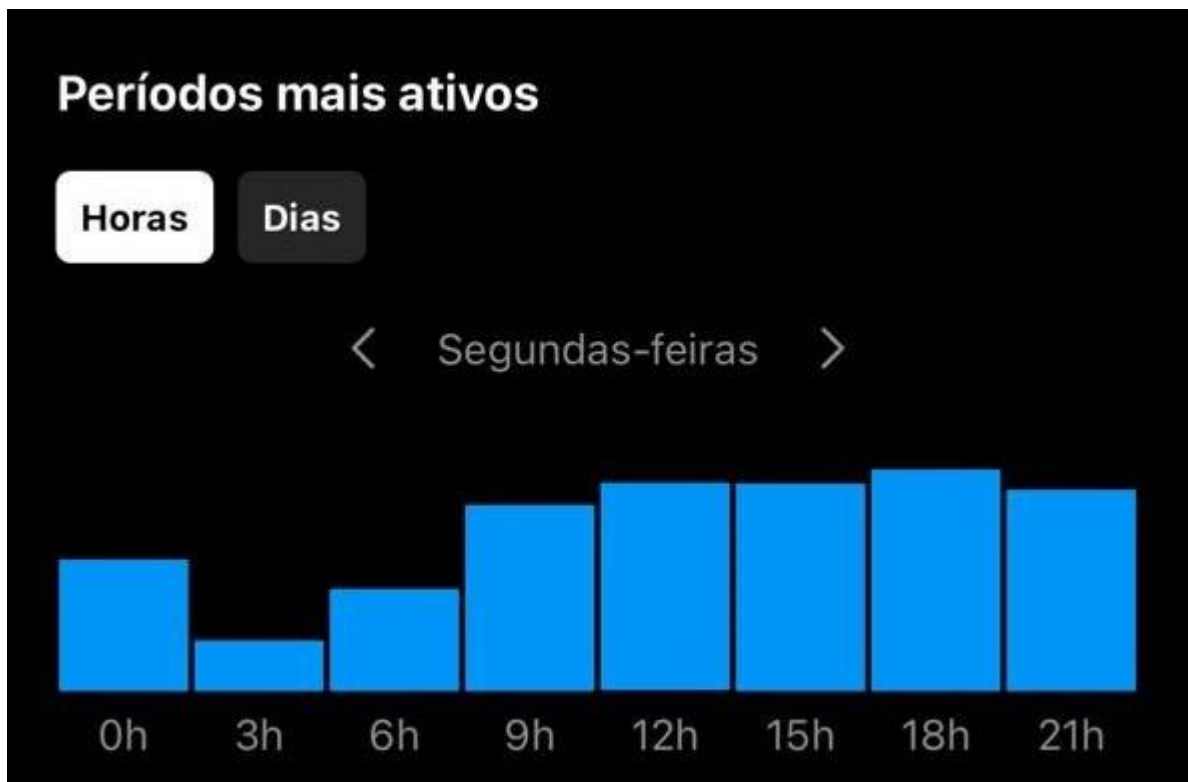 Períodos mais ativos
Horas Dias
Segundas-feiras
0h 3h 6h 9h 12h 15h 18h 21h